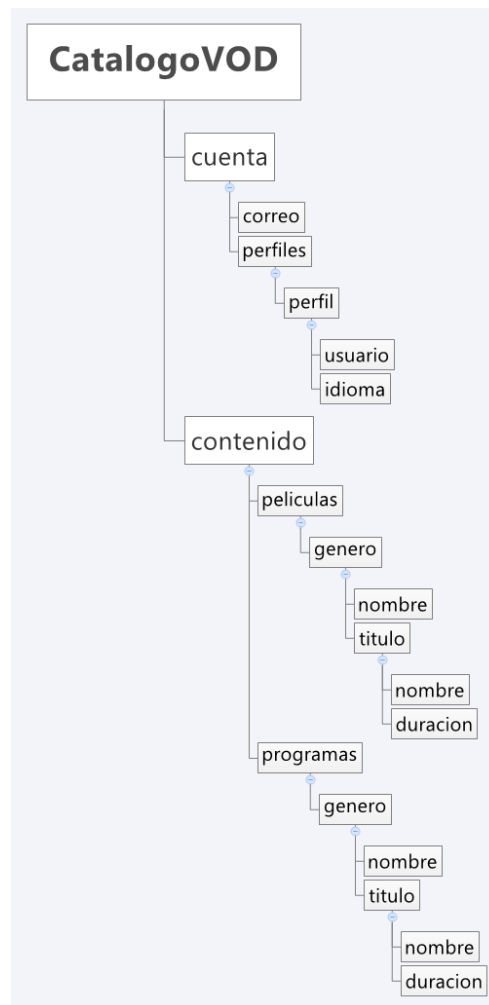 CatalogoVOD
cuenta
correo
perfiles
perfil
usuario
idioma
contenido
peliculas
genero
nombre
titulo
nombre
duracion
programas
genero
nombre
titulo
nombre
duracion